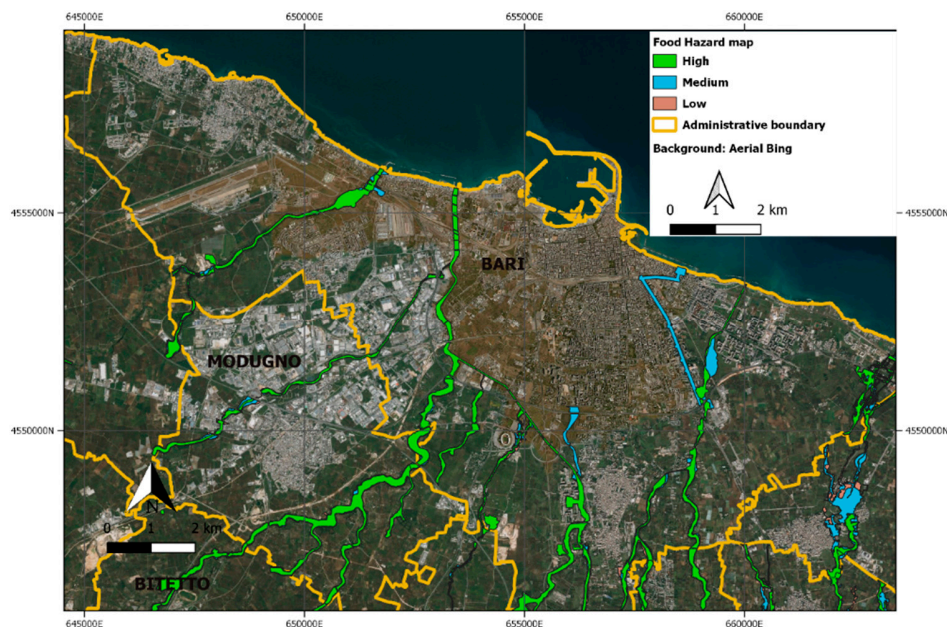 645000E 650000E 655000E 660000E
Food Hazard map
High
Medium
Low
Administrative boundary
Background: Aerial Bing
0 1 2 km
4555000N 4555000N
BARI
MODUGNO
4550000N 4550000N
N
0 1 2 km
BITETTO
645000E 650000E 655000E 660000E